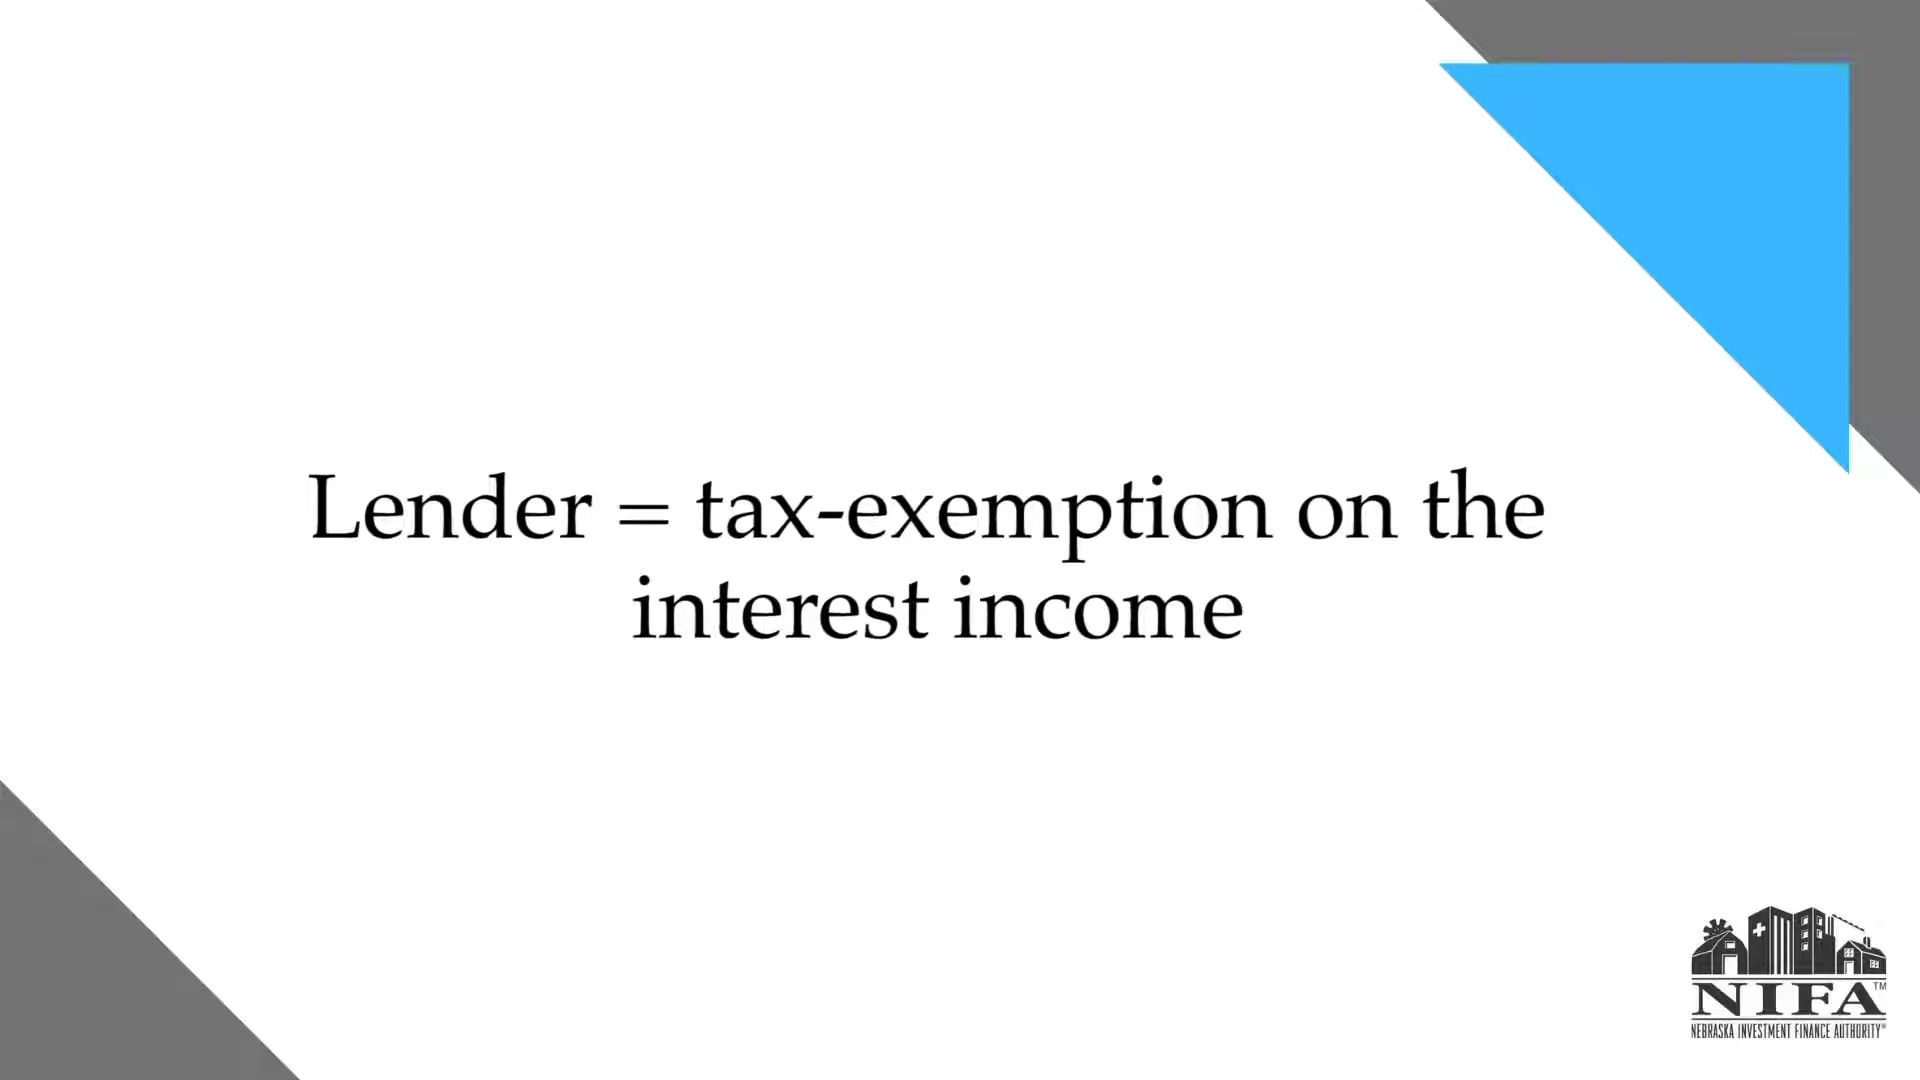 Lender = tax-exemption on the
interest income
NIFA™
NEBRASKA INVESTMENT FINANCE AUTHORITY®